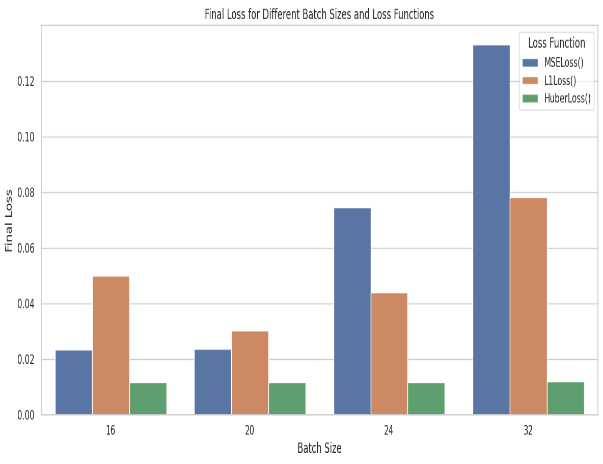 Final Loss for Different Batch Sizes and Loss Functions
Loss Function
MSELoss()
L1Loss()
HuberLoss()
Final Loss
0.12
0.10
0.08
0.06
0.04
0.02
0.00
16 20 24 32
Batch Size